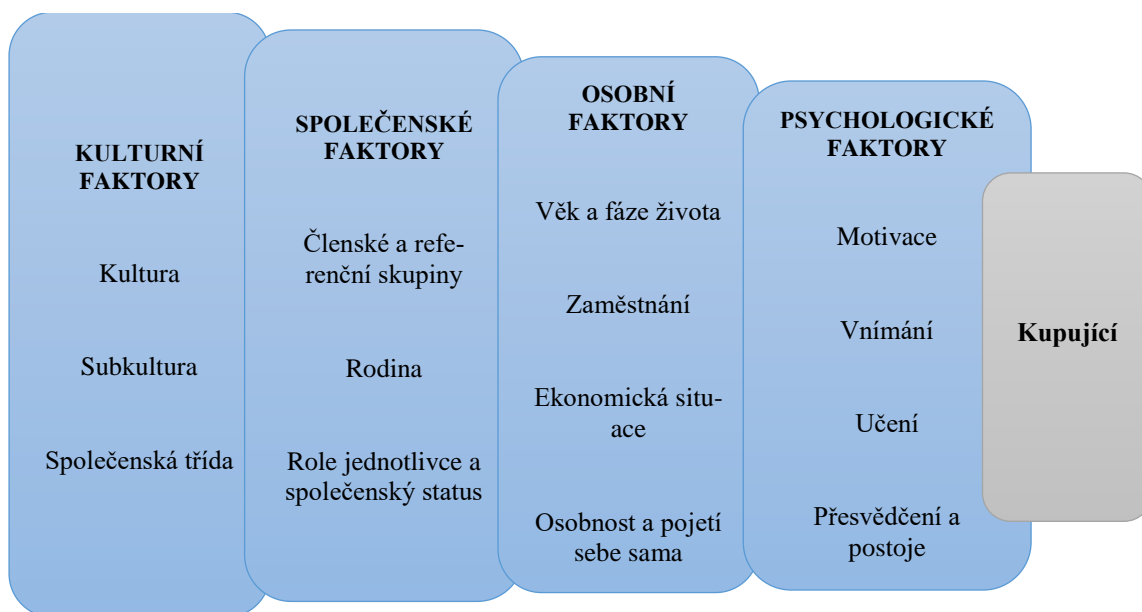 KULTURNÍ
FAKTORY
Kultura
Subkultura
Společenská třída
SPOLEČENSKÉ
FAKTORY
Členské a refe-
renční skupiny
Rodina
Role jednotlivce a
společenský status
OSOBNÍ
FAKTORY
Věk a fáze života
Zaměstnání
Ekonomická situ-
ace
Osobnost a pojetí
sebe sama
PSYCHOLOGICKÉ
FAKTORY
Motivace
Vnímání
Učení
Přesvědčení a
postoje
Kupující